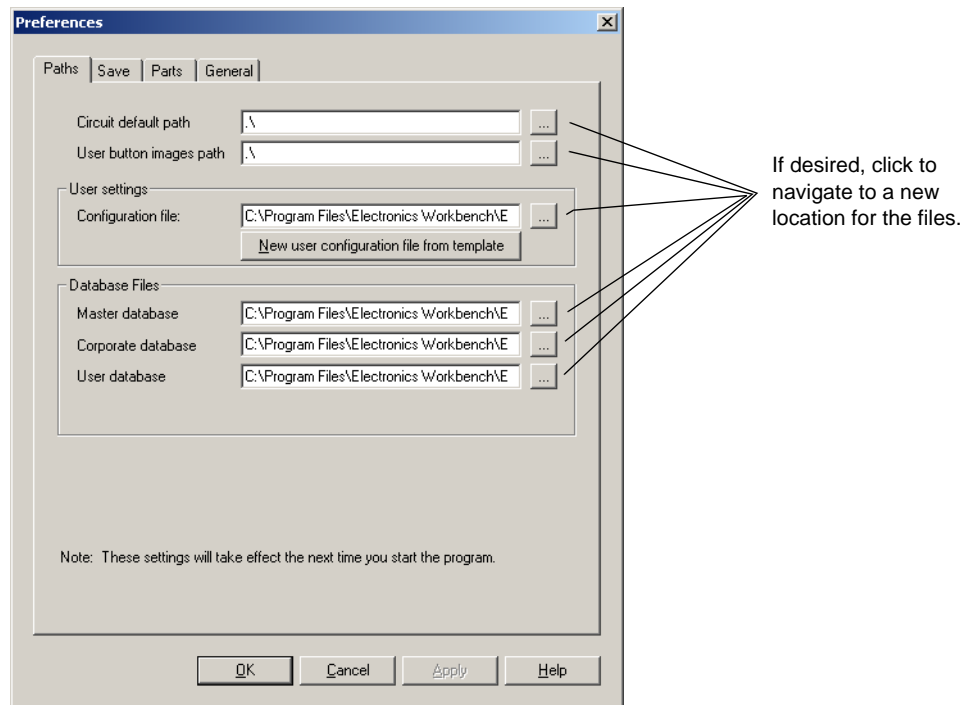 Preferences
Paths Save Parts General
Circuit default path .\ ...
User button images path .\ ...
User settings
Configuration file: C:\Program Files\Electronics Workbench\E ...
New user configuration file from template
Database Files
Master database C:\Program Files\Electronics Workbench\E ...
Corporate database C:\Program Files\Electronics Workbench\E ...
User database C:\Program Files\Electronics Workbench\E ...
Note: These settings will take effect the next time you start the program.
OK Cancel Apply Help
If desired, click to
navigate to a new
location for the files.